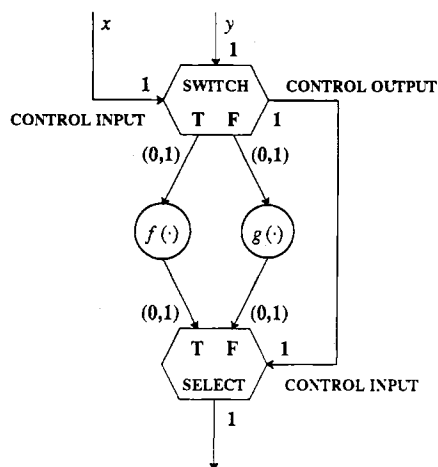 x y
1
1 SWITCH CONTROL OUTPUT
CONTROL INPUT T F 1
(0,1) (0,1)
f(·) g(·)
(0,1) (0,1)
T F 1
SELECT CONTROL INPUT
1